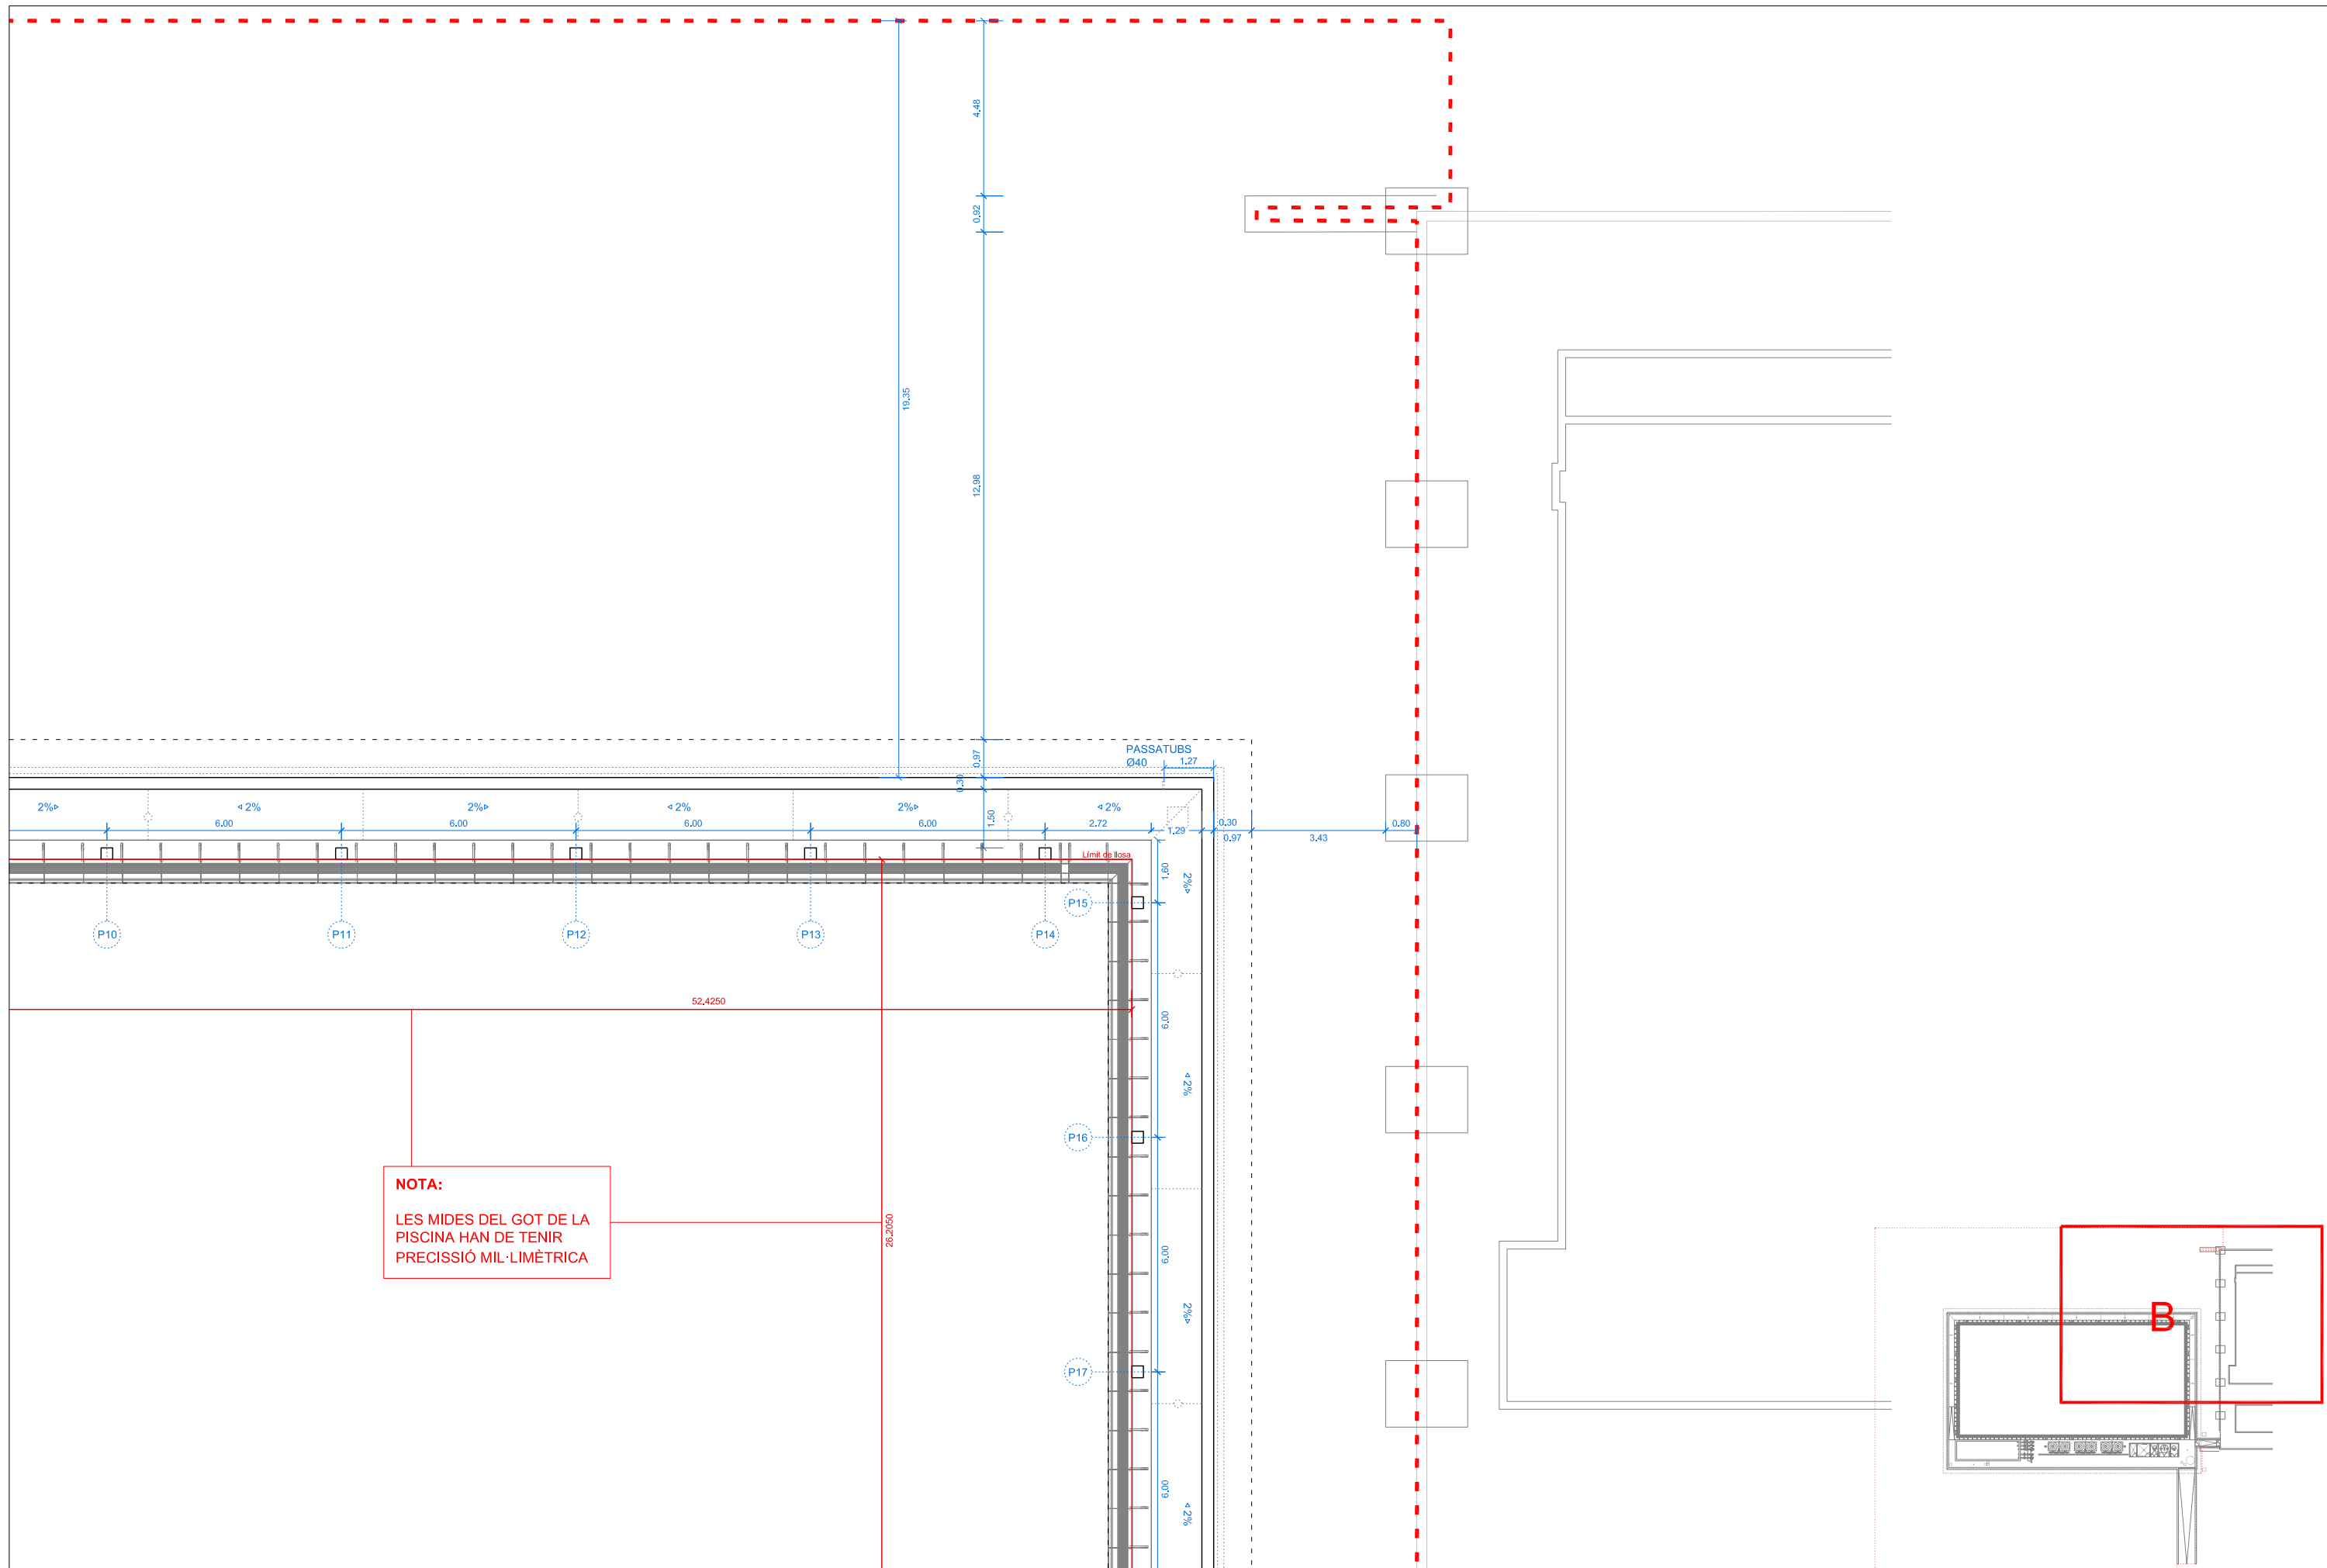 4.48
0.92
19.35
12.98
0.97
0.30
1.50
PASSATUBS
Ø40
1.27
2%
2%
2%
2%
2%
2%
6.00
6.00
6.00
6.00
2.72
1.29
0.30
0.97
3.43
0.80
Límit de llosa
1.60
2%
P15
P10
P11
P12
P13
P14
52,4250
6.00
2%
P16
NOTA:
LES MIDES DEL GOT DE LA
PISCINA HAN DE TENIR
PRECISSIÓ MIL·LIMÈTRICA
26,2050
6.00
2%
P17
6.00
2%
B